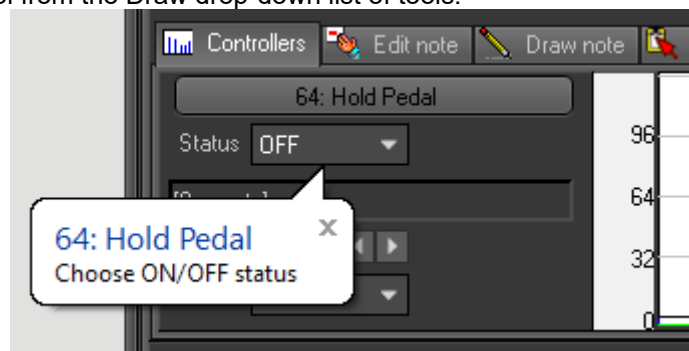 from the Draw drop-down list of tools.
Controllers Edit note Draw note
64: Hold Pedal
Status OFF
96
64
32
0
64: Hold Pedal x
Choose ON/OFF status